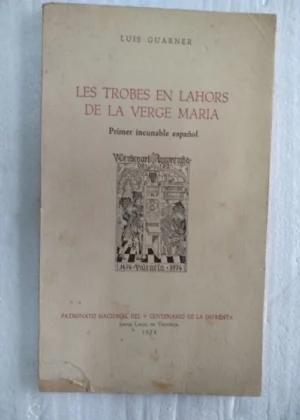 LUIS GUARNER
LES TROBES EN LAHORS
DE LA VERGE MARIA
Primer incunable español
1474 · Valencia · 1974
PATRONATO NACIONAL DEL V CENTENARIO DE LA IMPRENTA
1974